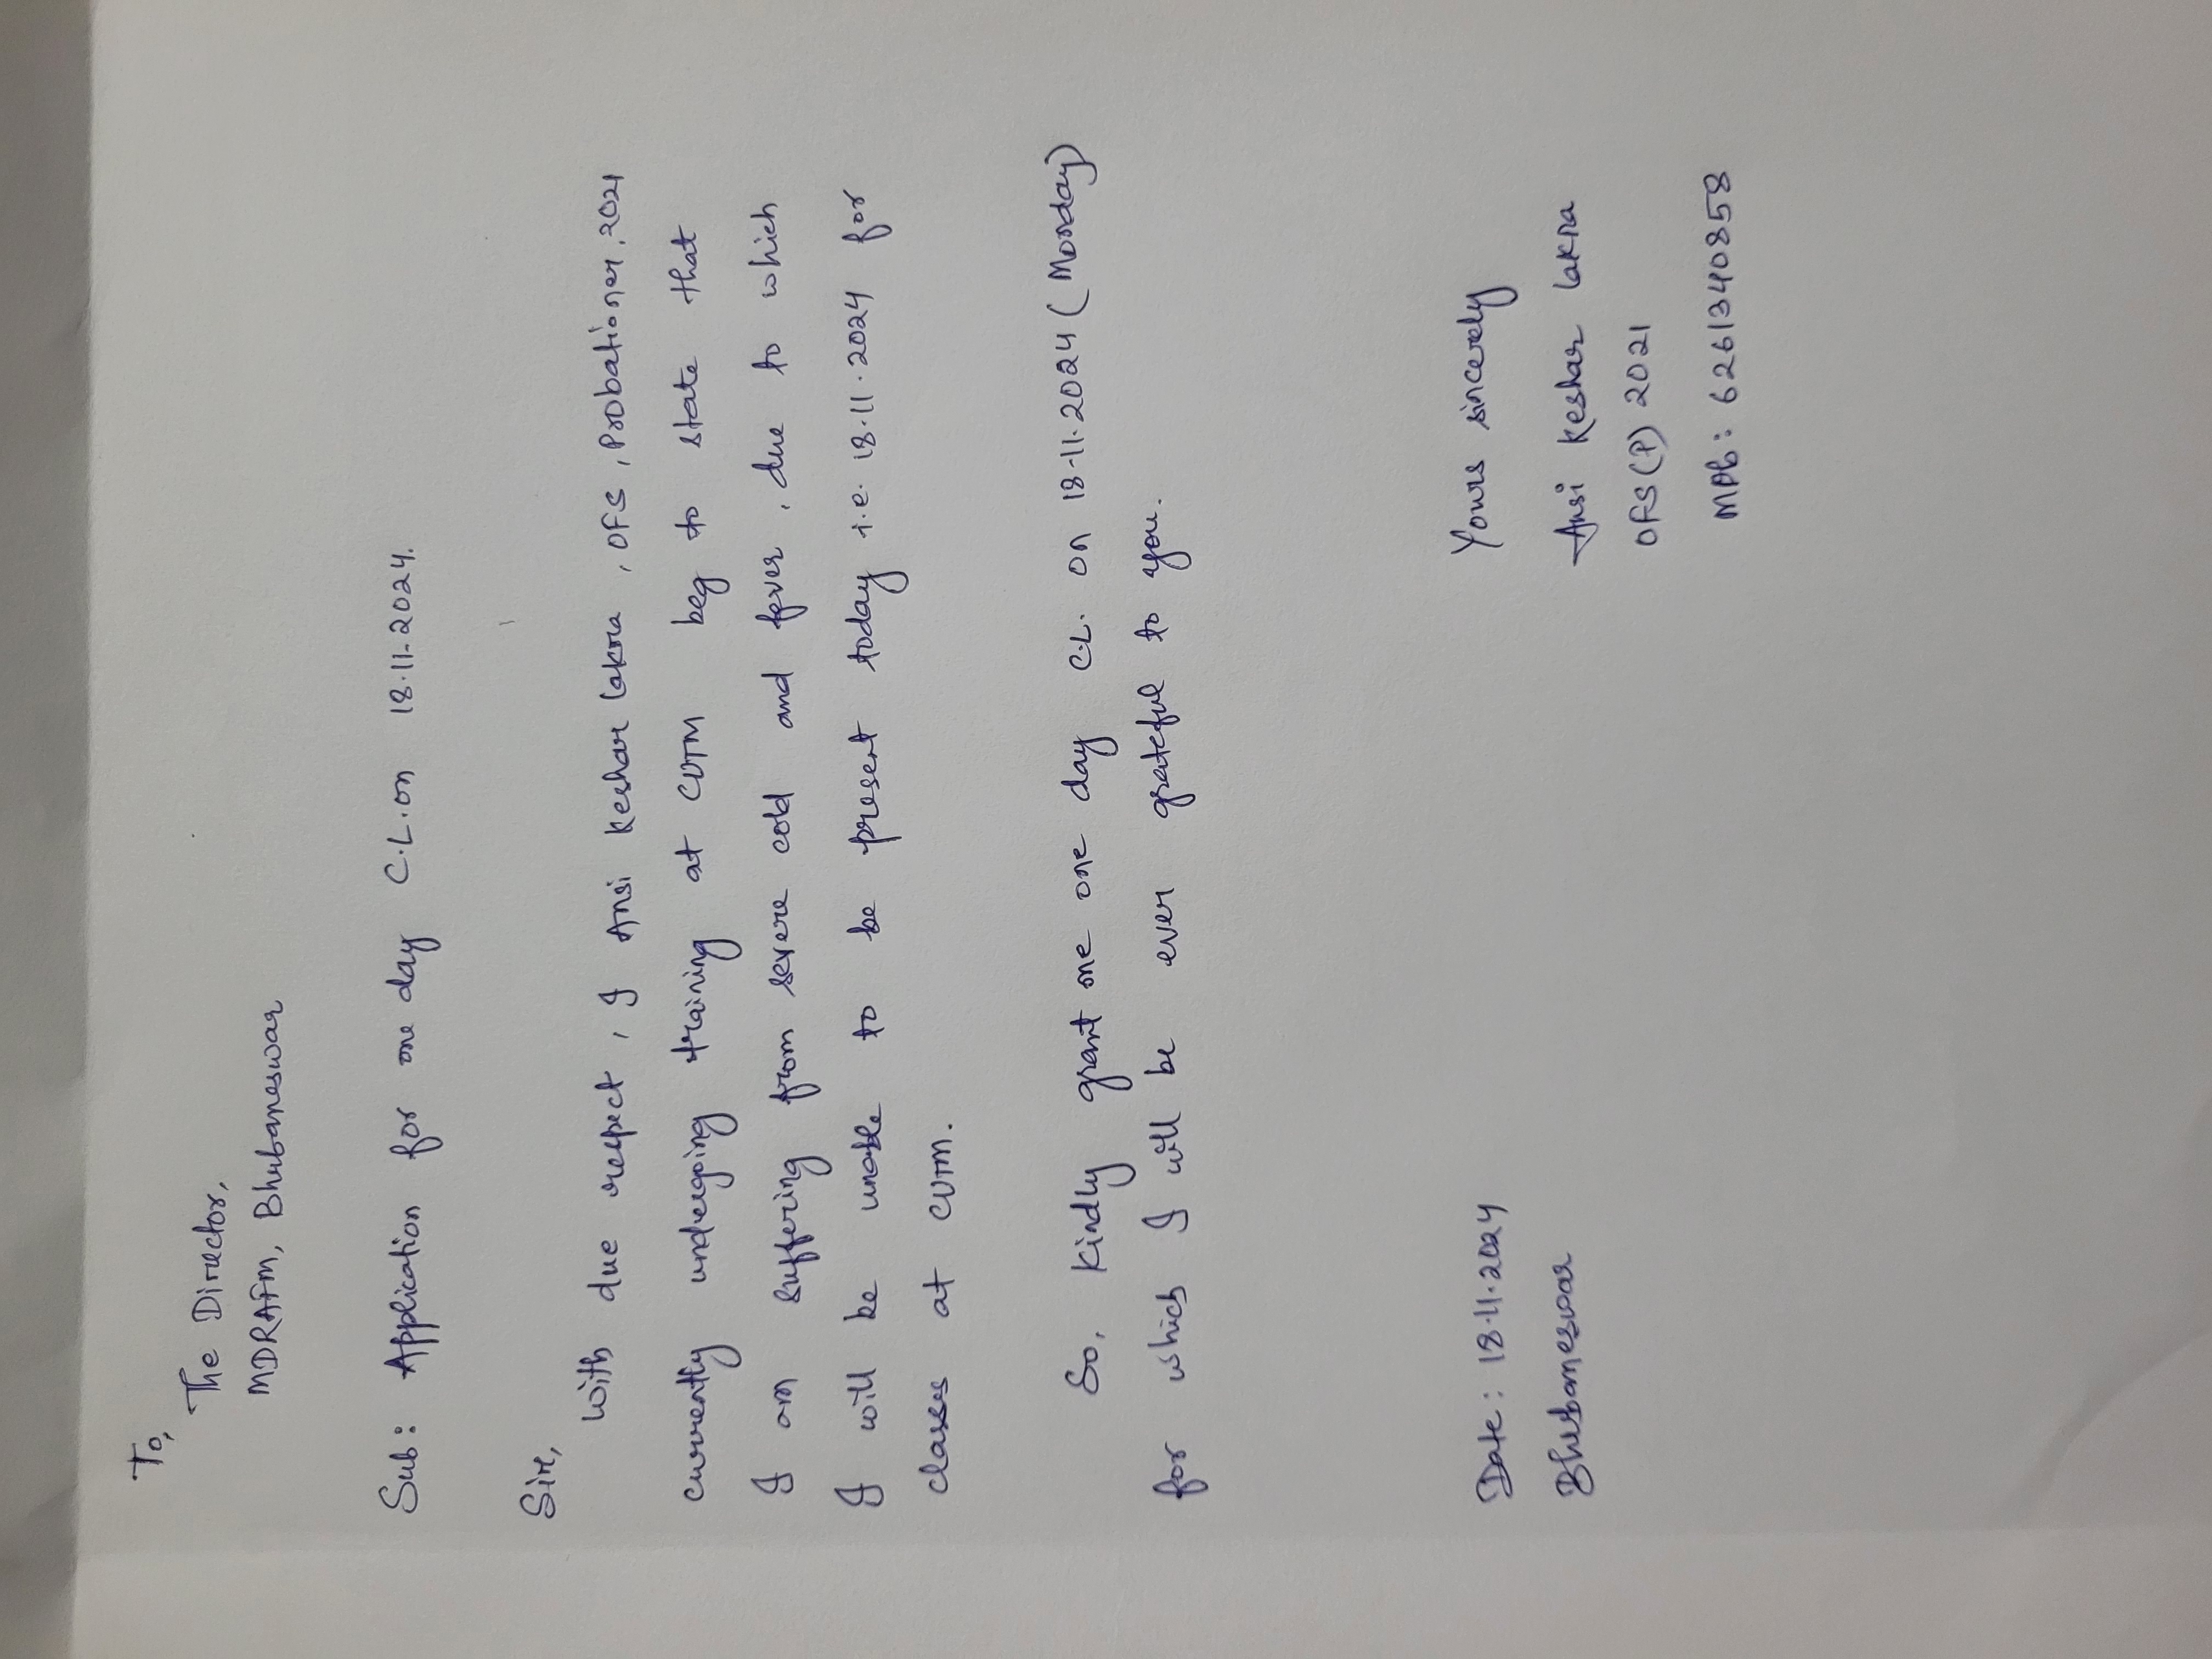 To,
The Director,
MDRAFM, Bhubaneswar
Sub: Application for one day C.L. on 18.11.2024.
Sir,
With due respect, I Ansi Keshar Lakra, OFS, Probationer, 2021
currently undergoing training at CUTM beg to state that
I am suffering from severe cold and fever, due to which
I will be unable to be present today i.e. 18.11.2024 for
classes at CUTM.
So, Kindly grant me one day C.L. on 18.11.2024 (Monday)
for which I will be ever grateful to you.
Date: 18.11.2024
Bhubaneswar
Yours sincerely
Ansi Keshar Lakra
OFS (P) 2021
MOb: 6261340858